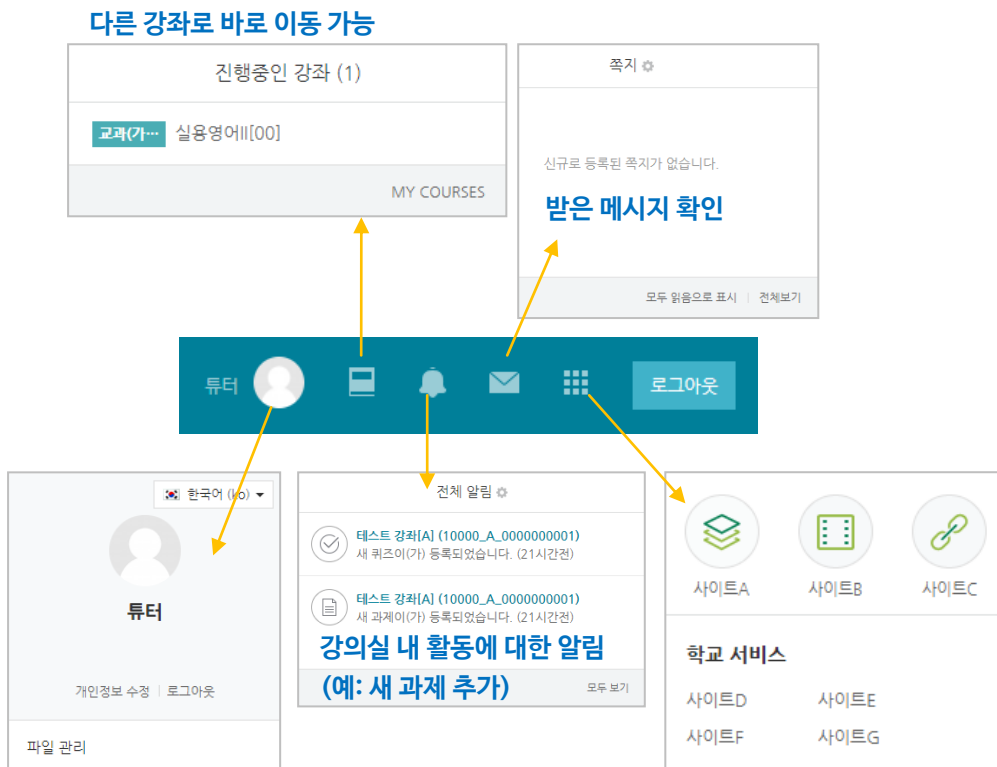 다른 강좌로 바로 이동 가능
진행중인 강좌 (1)
교과(가… 실용영어II[00]
MY COURSES
쪽지
신규로 등록된 쪽지가 없습니다.
받은 메시지 확인
모두 읽음으로 표시 | 전체보기
튜터
로그아웃
한국어 (ko)
튜터
개인정보 수정 | 로그아웃
파일 관리
전체 알림
테스트 강좌[A] (10000_A_0000000001)
새 퀴즈이(가) 등록되었습니다. (21시간전)
테스트 강좌[A] (10000_A_0000000001)
새 과제이(가) 등록되었습니다. (21시간전)
강의실 내 활동에 대한 알림
(예: 새 과제 추가)
모두 보기
사이트A 사이트B 사이트C
학교 서비스
사이트D 사이트E
사이트F 사이트G